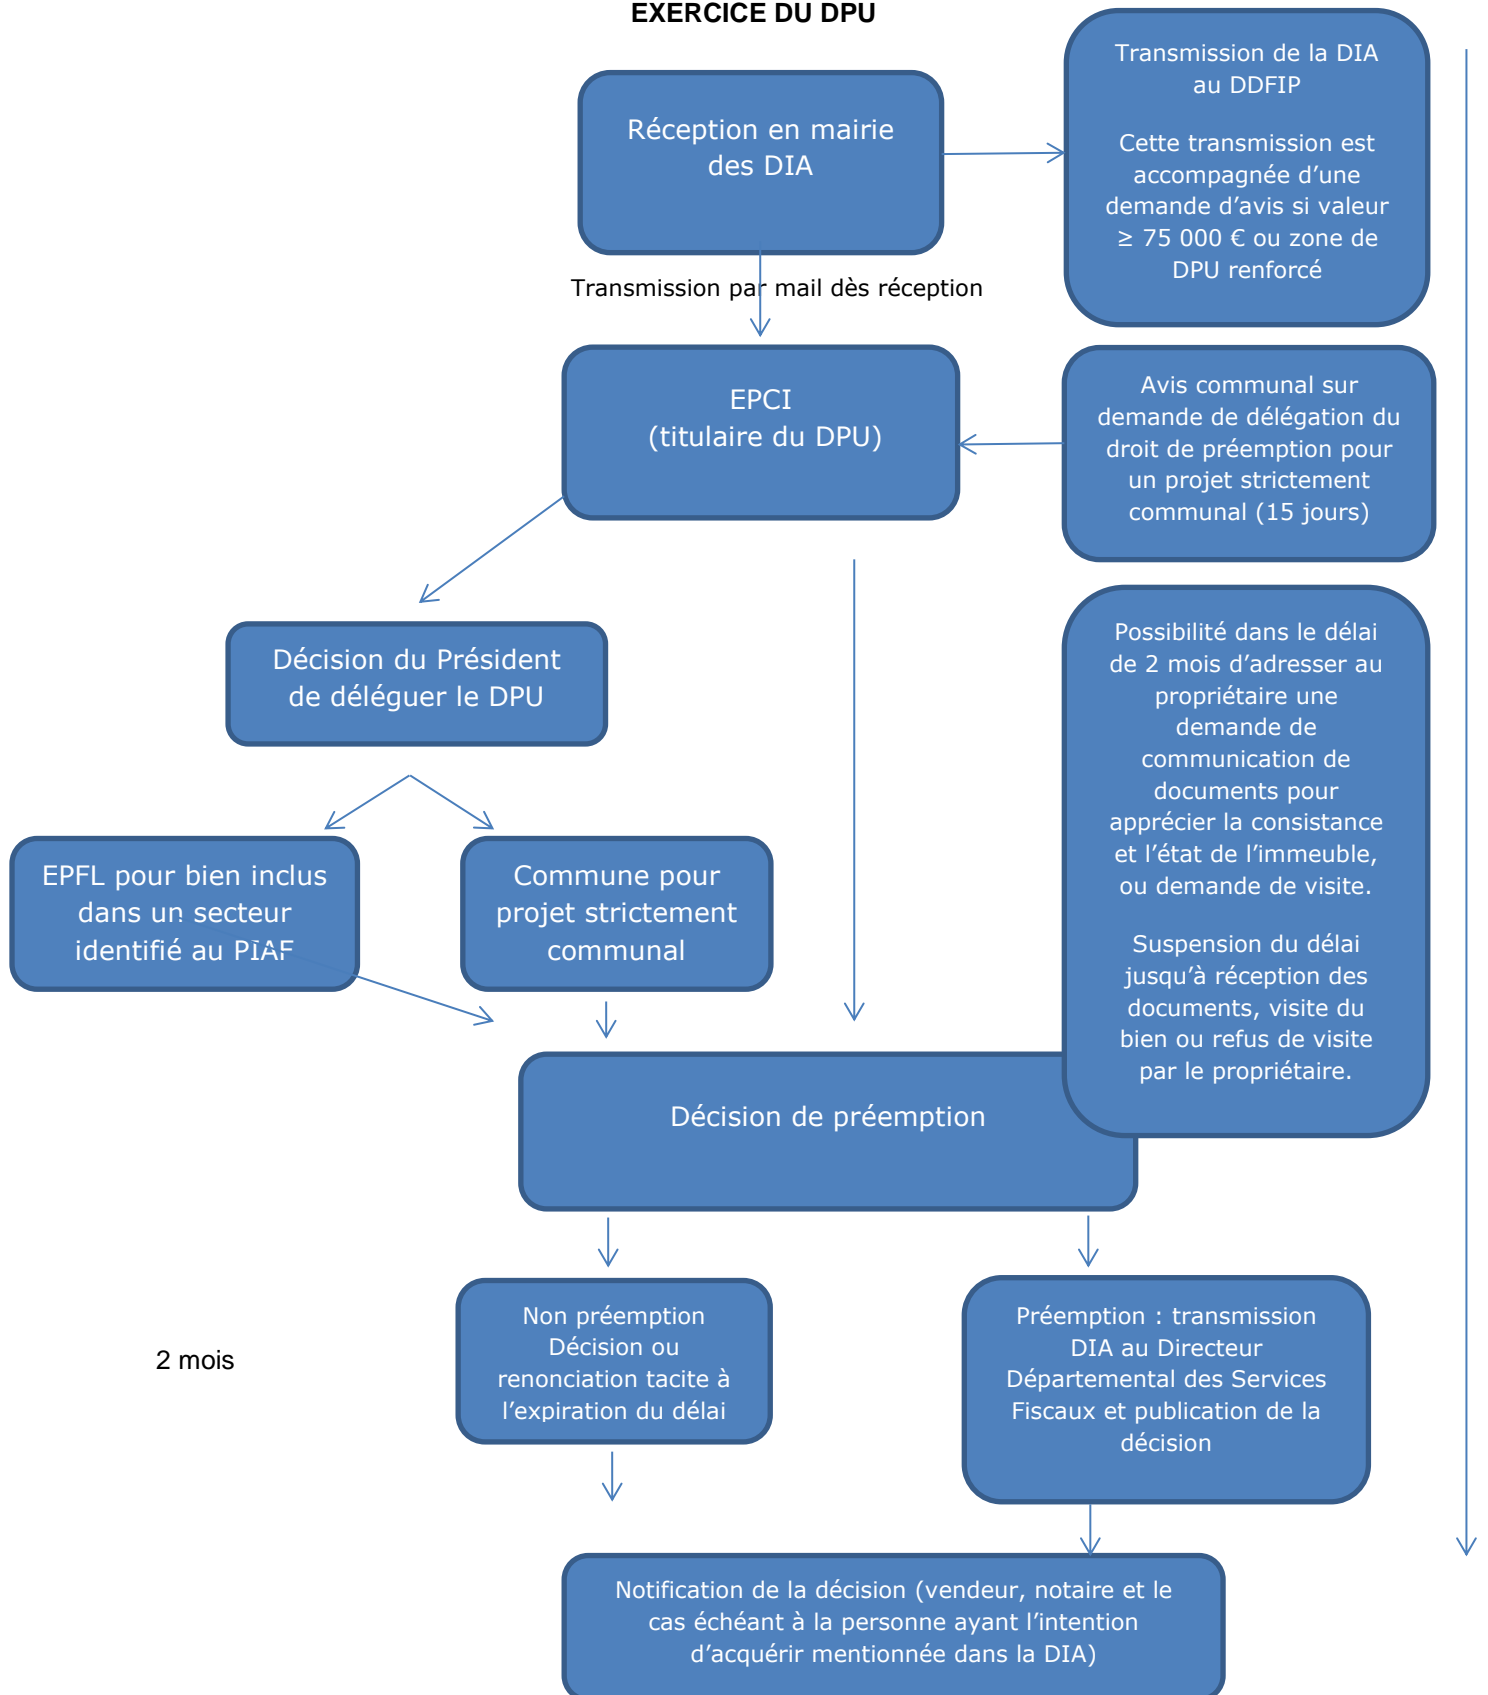 EXERCICE DU DPU
Réception en mairie
des DIA
Transmission de la DIA
au DDFIP
Cette transmission est
accompagnée d’une
demande d’avis si valeur
≥ 75 000 € ou zone de
DPU renforcé
Transmission par mail dès réception
EPCI
(titulaire du DPU)
Avis communal sur
demande de délégation du
droit de préemption pour
un projet strictement
communal (15 jours)
Décision du Président
de déléguer le DPU
Possibilité dans le délai
de 2 mois d’adresser au
propriétaire une
demande de
communication de
documents pour
apprécier la consistance
et l’état de l’immeuble,
ou demande de visite.
Suspension du délai
jusqu’à réception des
documents, visite du
bien ou refus de visite
par le propriétaire.
EPFL pour bien inclus
dans un secteur
identifié au PIAF
Commune pour
projet strictement
communal
Décision de préemption
2 mois
Non préemption
Décision ou
renonciation tacite à
l’expiration du délai
Préemption : transmission
DIA au Directeur
Départemental des Services
Fiscaux et publication de la
décision
Notification de la décision (vendeur, notaire et le
cas échéant à la personne ayant l’intention
d’acquérir mentionnée dans la DIA)